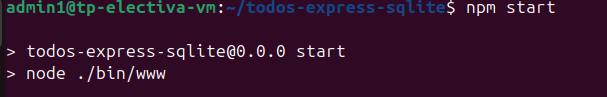 admin1@tp-electiva-vm:~/todos-express-sqlite$ npm start
> todos-express-sqlite@0.0.0 start
> node ./bin/www